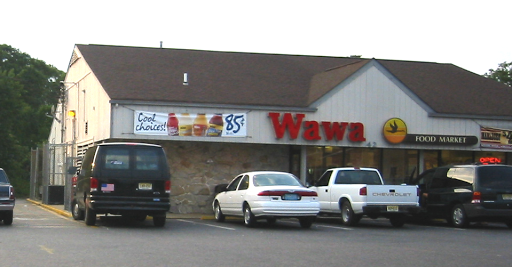 Cool
choices!
85¢
Wawa
FOOD MARKET
OPEN
CHEVROLET